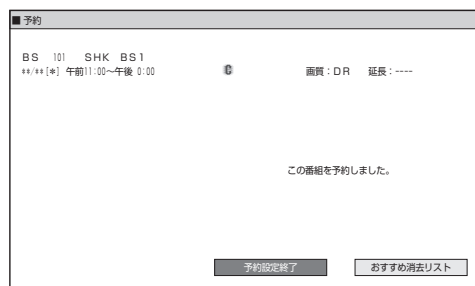 ■ 予約
BS 101 SHK BS1
**/**[*] 午前11:00～午後 0:00 C 画質：DR 延長：----
この番組を予約しました。
予約設定終了 おすすめ消去リスト